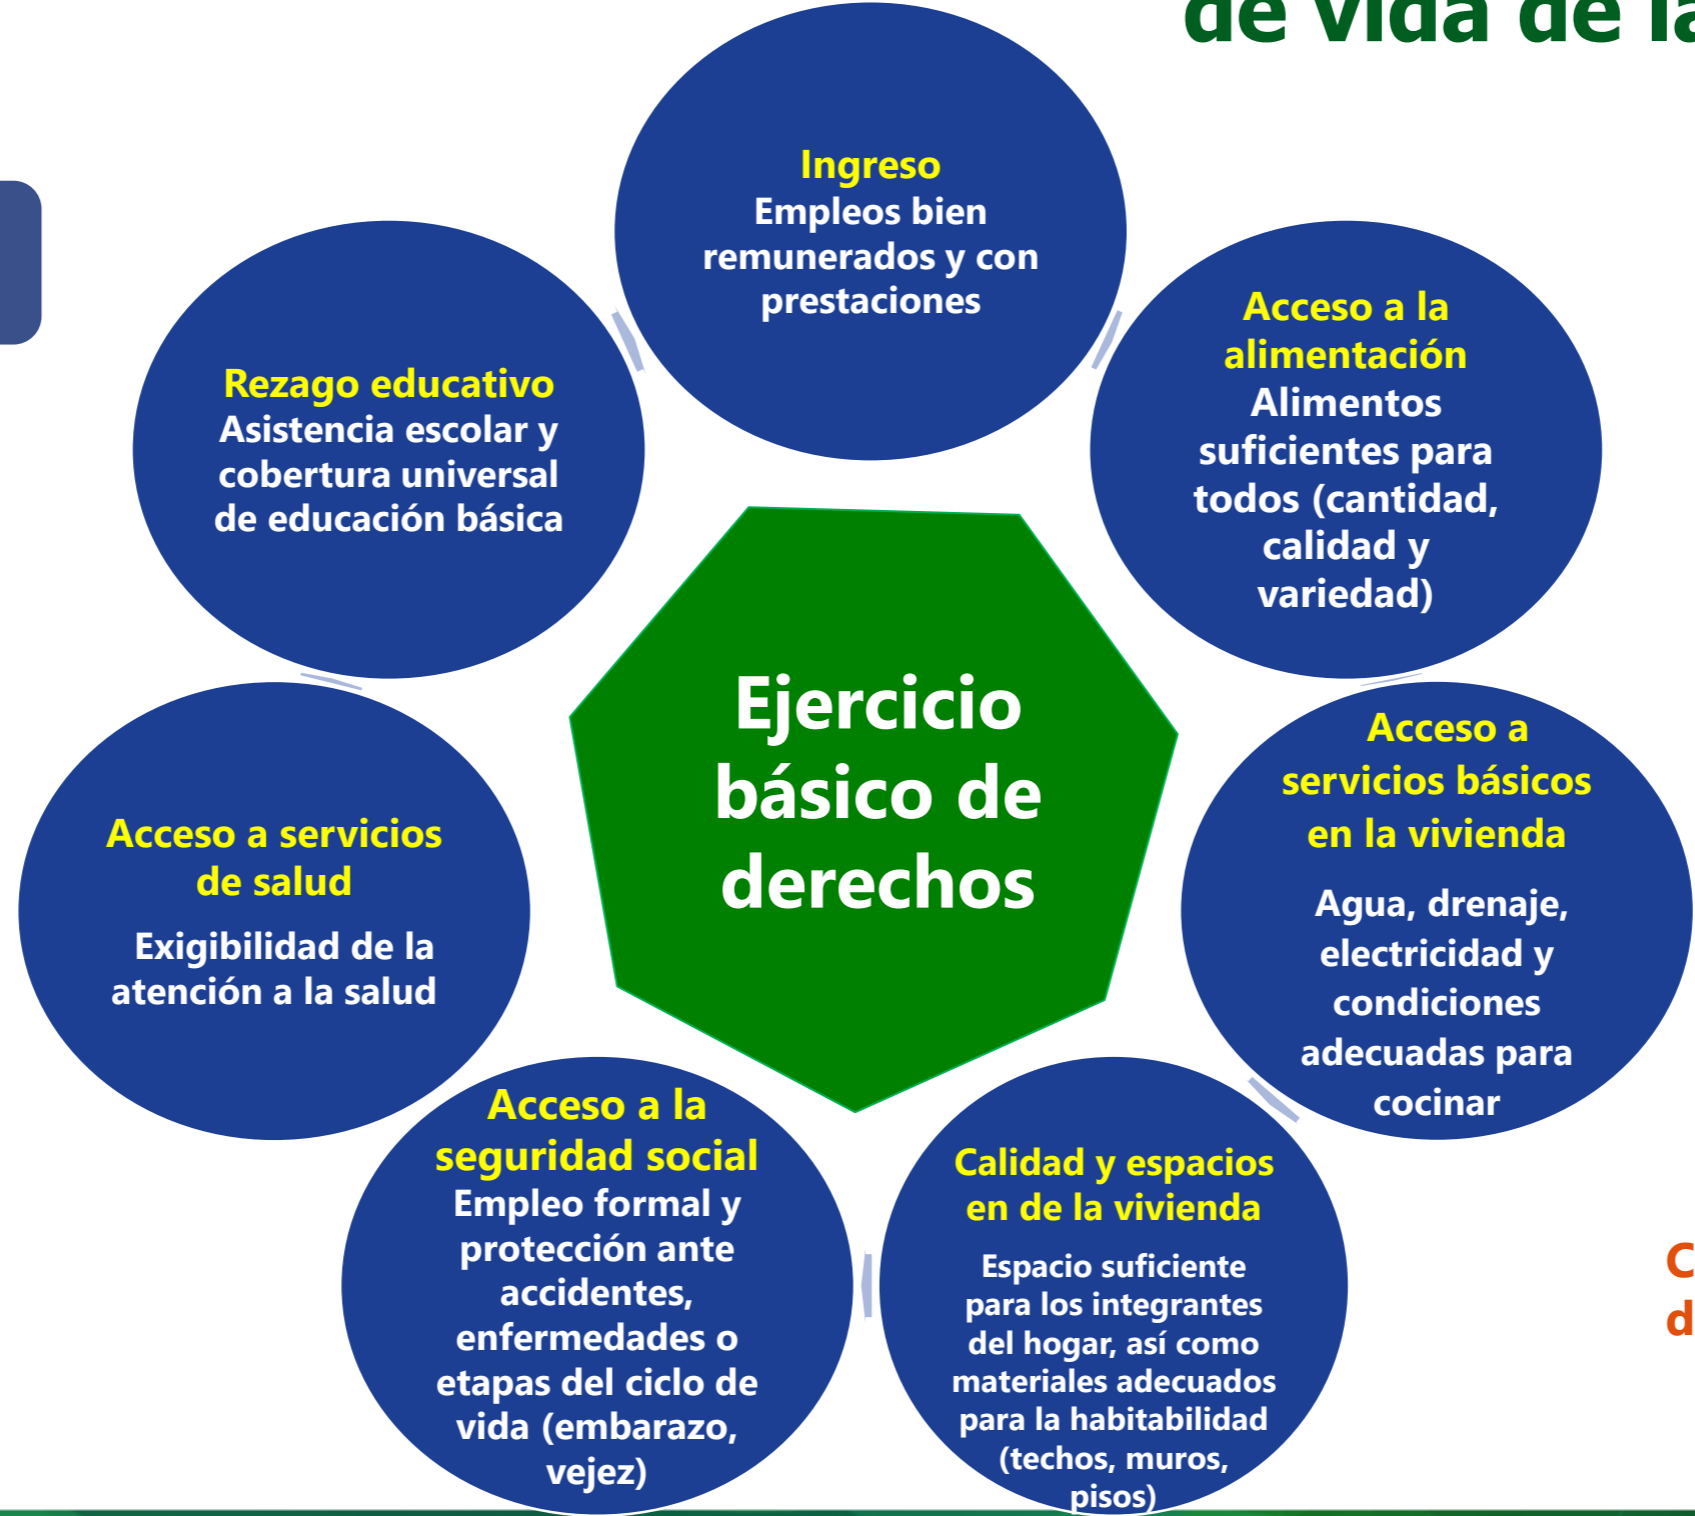 de vida de la
Ingreso
Empleos bien
remunerados y con
prestaciones
Acceso a la
alimentación
Alimentos
suficientes para
todos (cantidad,
calidad y
variedad)
Acceso a
servicios básicos
en la vivienda
Agua, drenaje,
electricidad y
condiciones
adecuadas para
cocinar
Calidad y espacios
en de la vivienda
Espacio suficiente
para los integrantes
del hogar, así como
materiales adecuados
para la habitabilidad
(techos, muros,
pisos)
Acceso a la
seguridad social
Empleo formal y
protección ante
accidentes,
enfermedades o
etapas del ciclo de
vida (embarazo,
vejez)
Acceso a servicios
de salud
Exigibilidad de la
atención a la salud
Rezago educativo
Asistencia escolar y
cobertura universal
de educación básica
Ejercicio
básico de
derechos